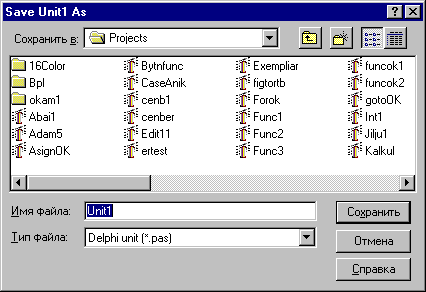 Save Unit1 As
Сохранить в: Projects
16Color Bytnfunc Exempliar funcok1
Bpl CaseAnik figtortb funcok2
okam1 cenb1 Forok gotoOK
Abai1 cenber Func1 Int1
Adam5 Edit11 Func2 Jilju1
AsignOK ertest Func3 Kalkul
Имя файла: Unit1 Сохранить
Тип файла: Delphi unit (*.pas) Отмена
Справка